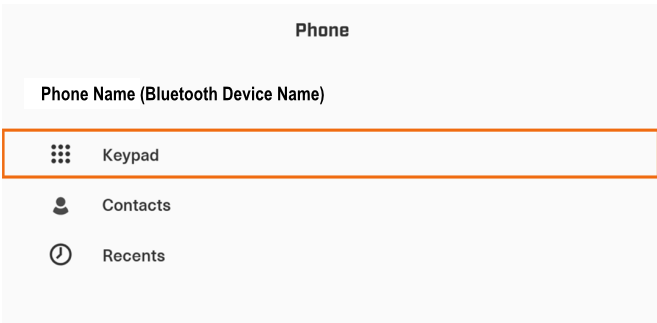 Phone
Phone Name (Bluetooth Device Name)
Keypad
Contacts
Recents